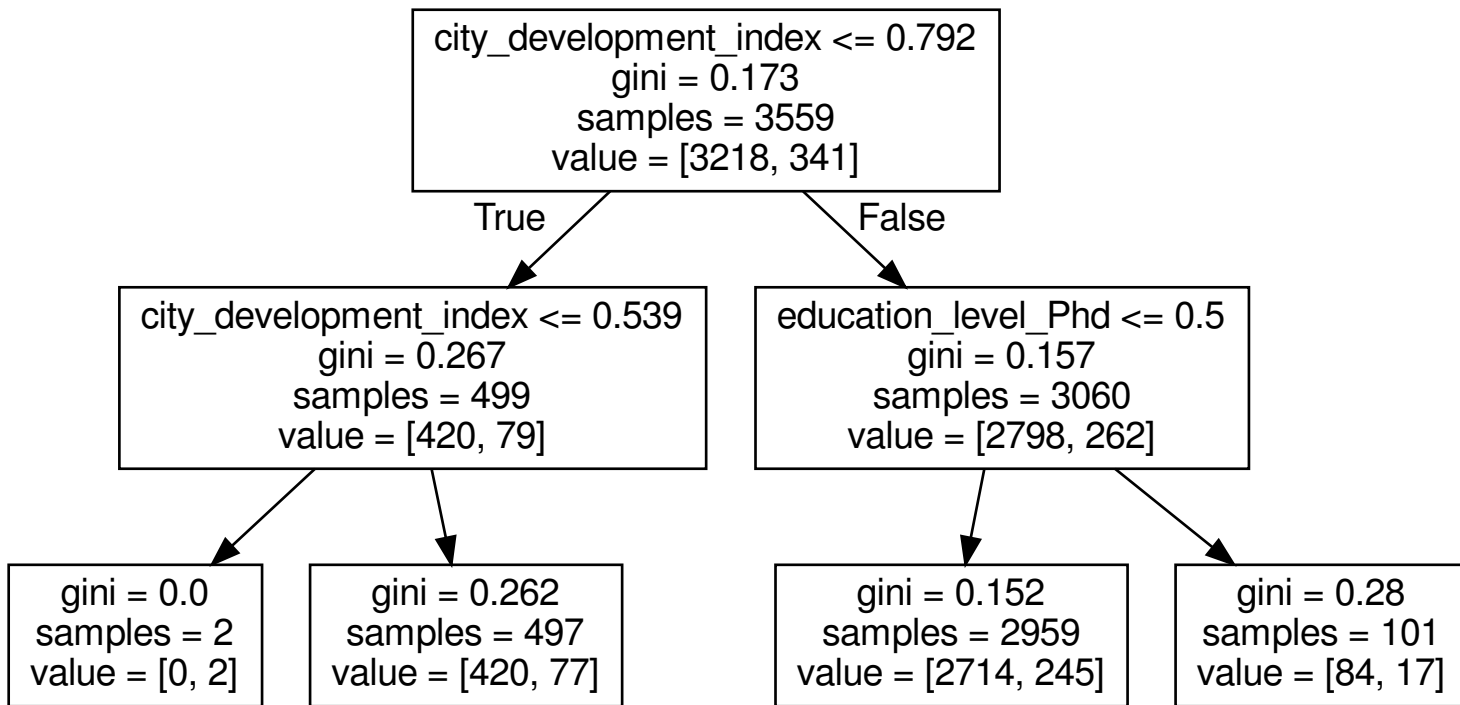 city_development_index <= 0.792
gini = 0.173
samples = 3559
value = [3218, 341]
True
False
city_development_index <= 0.539
gini = 0.267
samples = 499
value = [420, 79]
education_level_Phd <= 0.5
gini = 0.157
samples = 3060
value = [2798, 262]
gini = 0.0
samples = 2
value = [0, 2]
gini = 0.262
samples = 497
value = [420, 77]
gini = 0.152
samples = 2959
value = [2714, 245]
gini = 0.28
samples = 101
value = [84, 17]